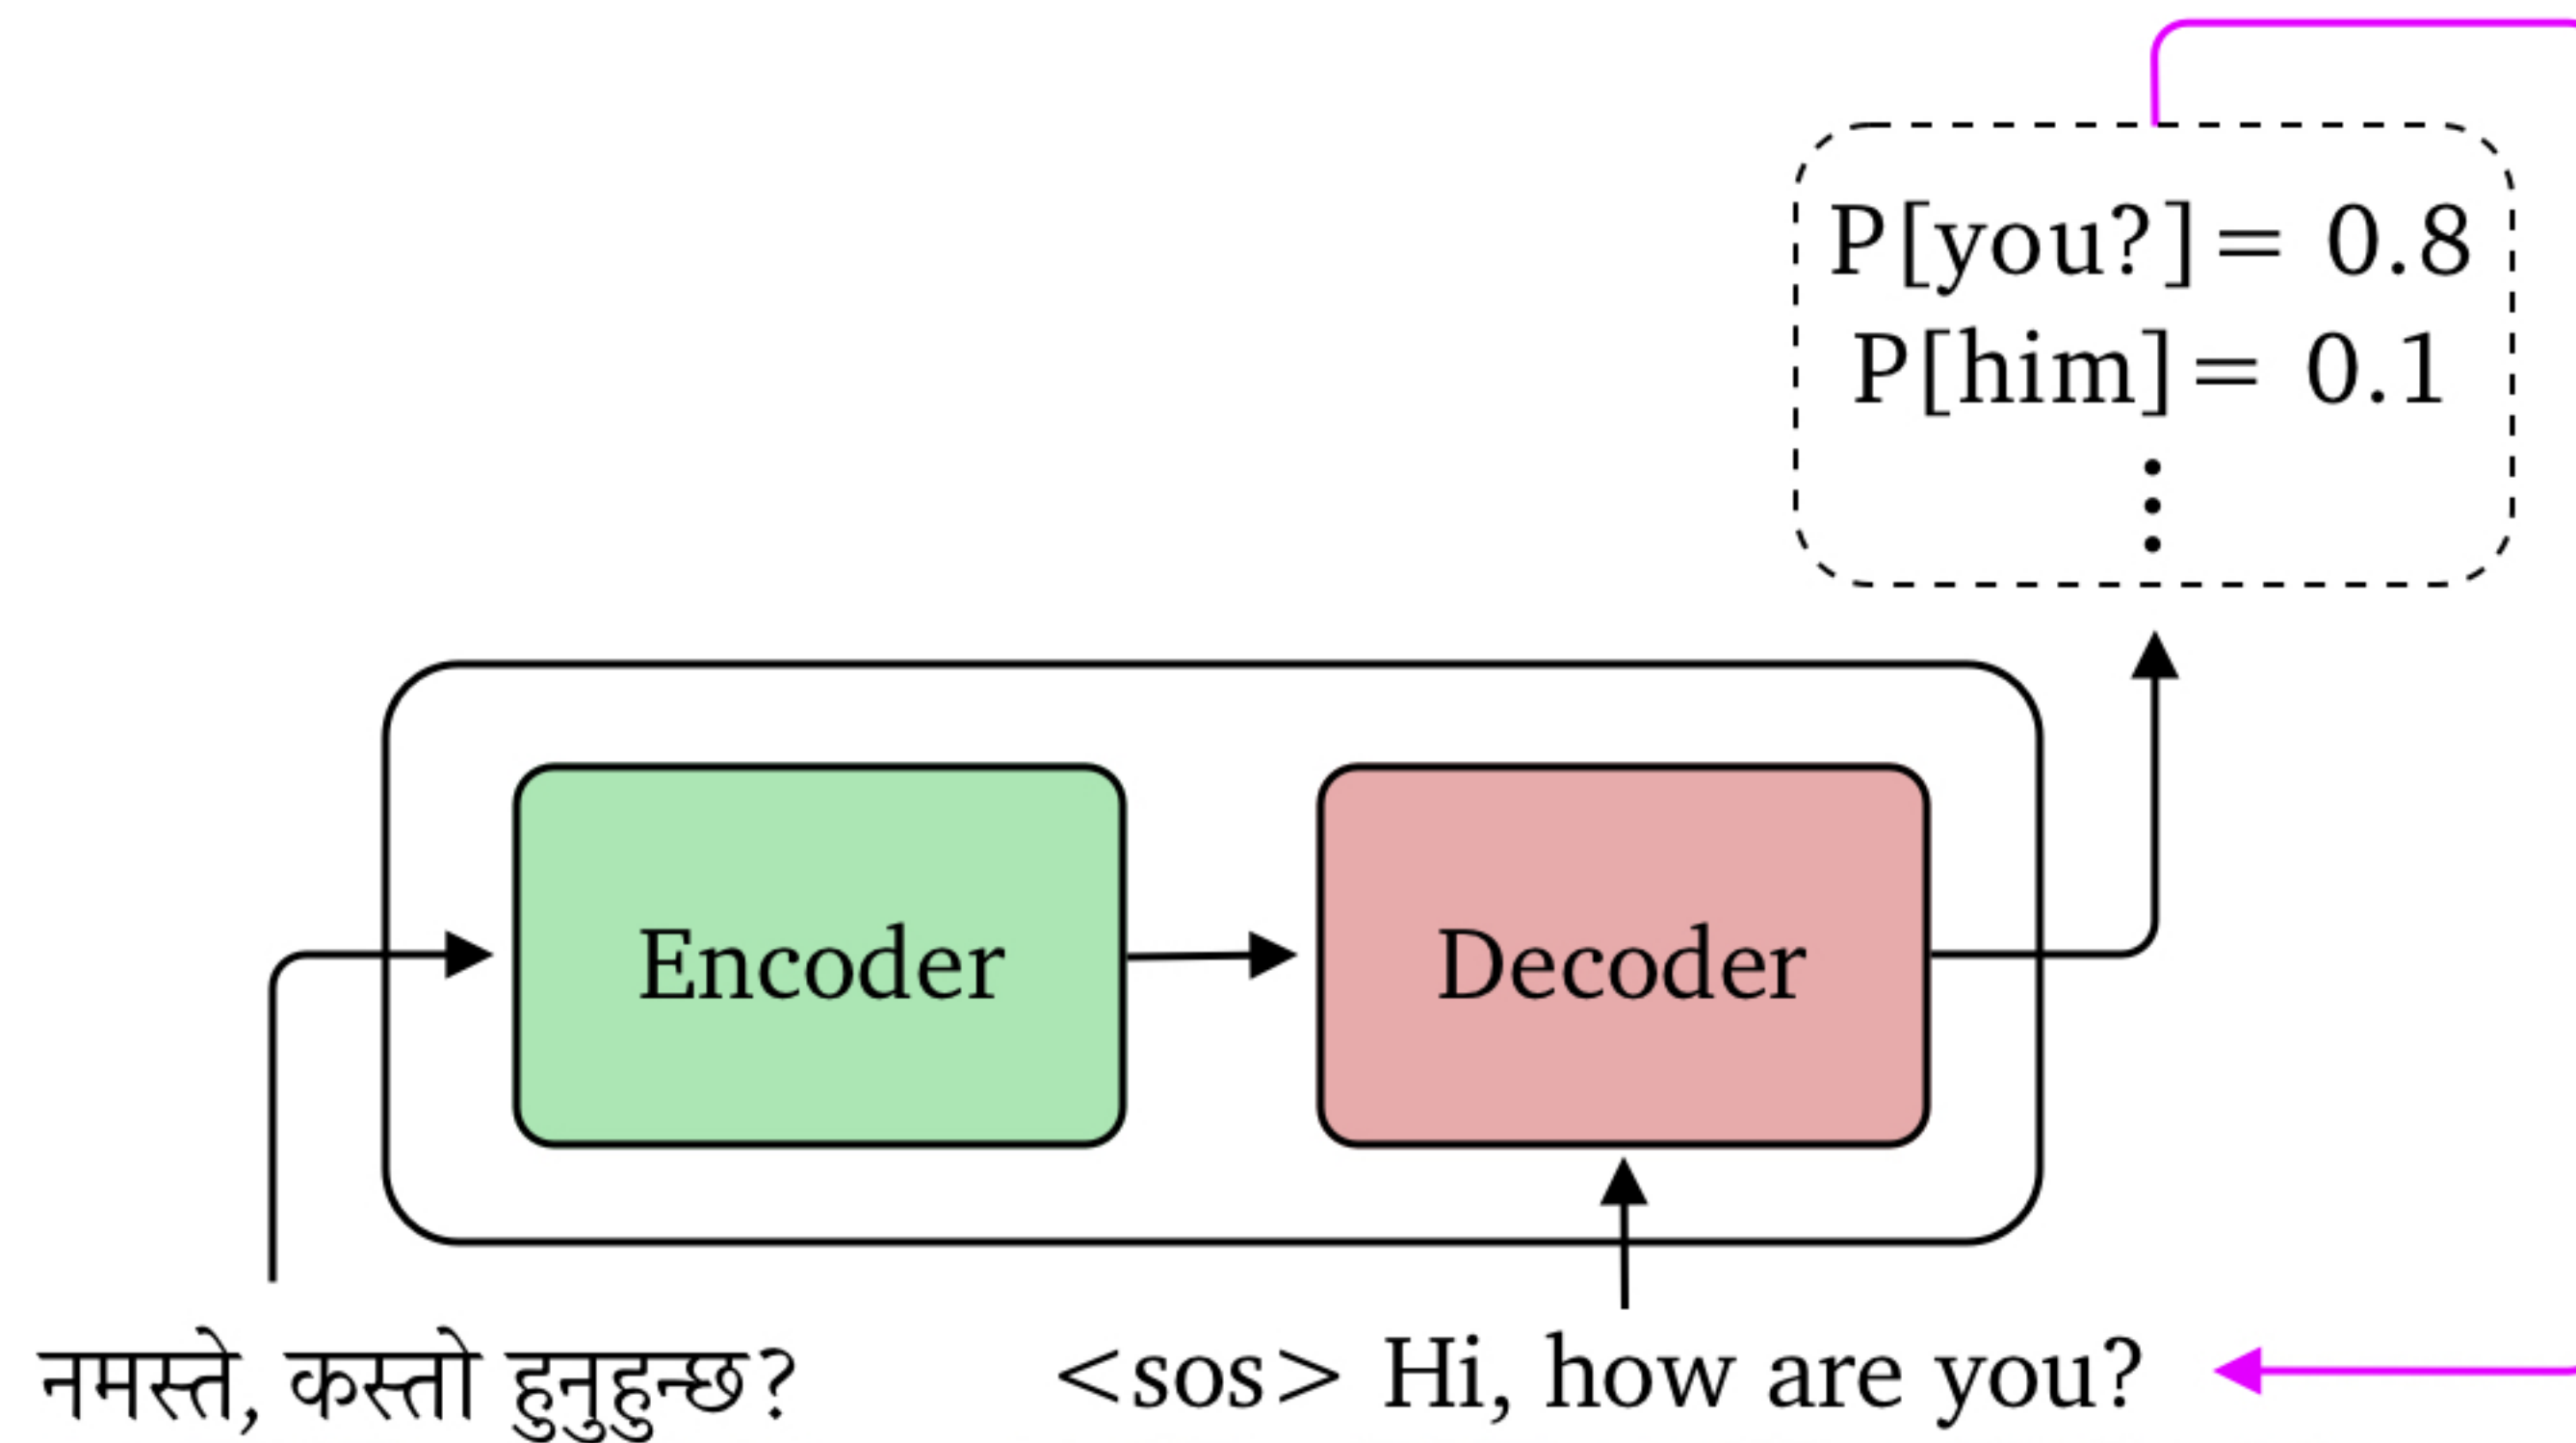 P[you?]= 0.8
P[him]= 0.1
Encoder
Decoder
नमस्ते, कस्तो हुनुहुन्छ?
<sos> Hi, how are you?